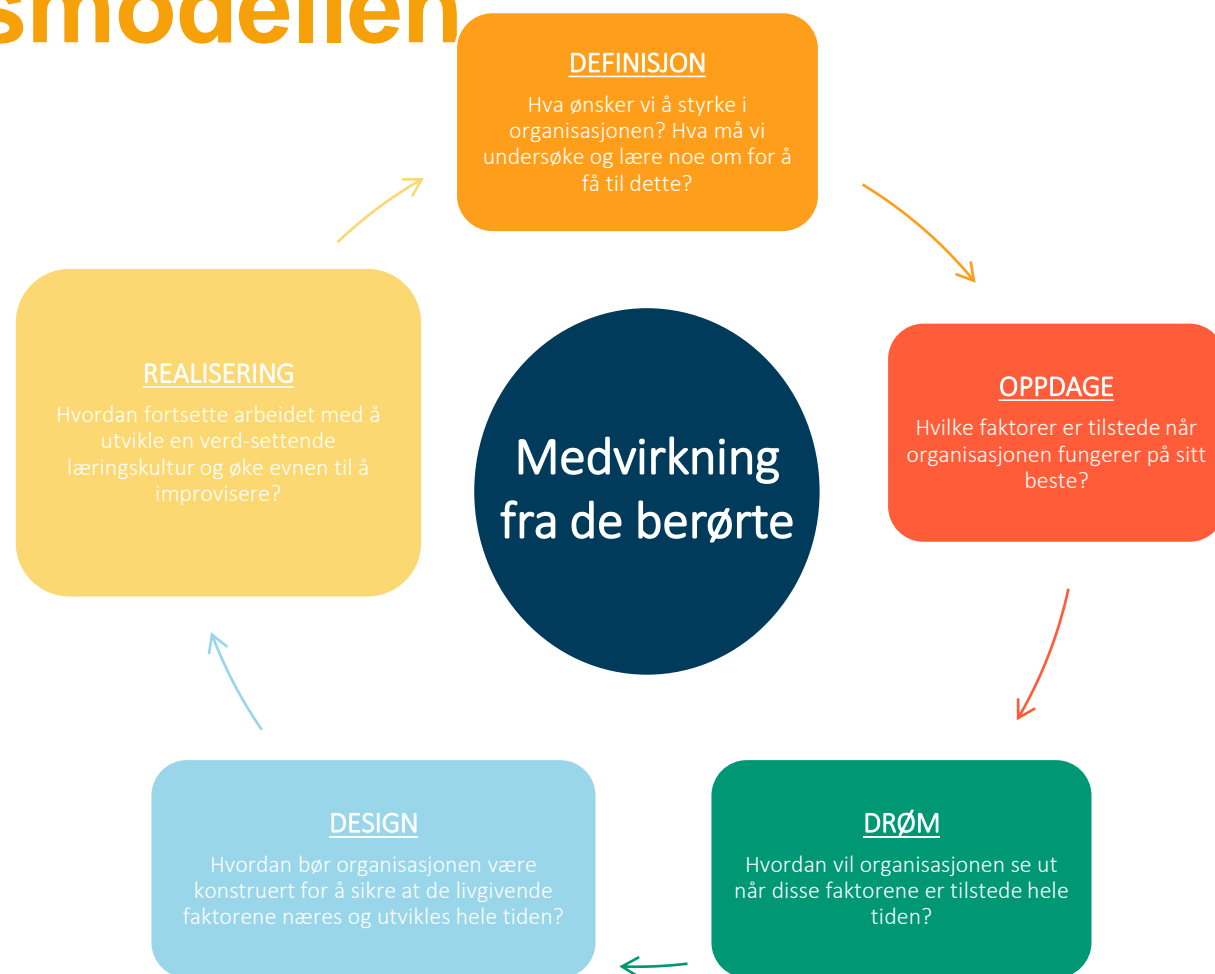 smodellen
DEFINISJON
Hva ønsker vi å styrke i
organisasjonen? Hva må vi
undersøke og lære noe om for å
få til dette?
REALISERING
Hvordan fortsette arbeidet med å
utvikle en verd-settende
læringskultur og øke evnen til å
improvisere?
Medvirkning
fra de berørte
OPPDAGE
Hvilke faktorer er tilstede når
organisasjonen fungerer på sitt
beste?
DESIGN
Hvordan bør organisasjonen være
konstruert for å sikre at de livgivende
faktorene næres og utvikles hele tiden?
DRØM
Hvordan vil organisasjonen se ut
når disse faktorene er tilstede hele
tiden?